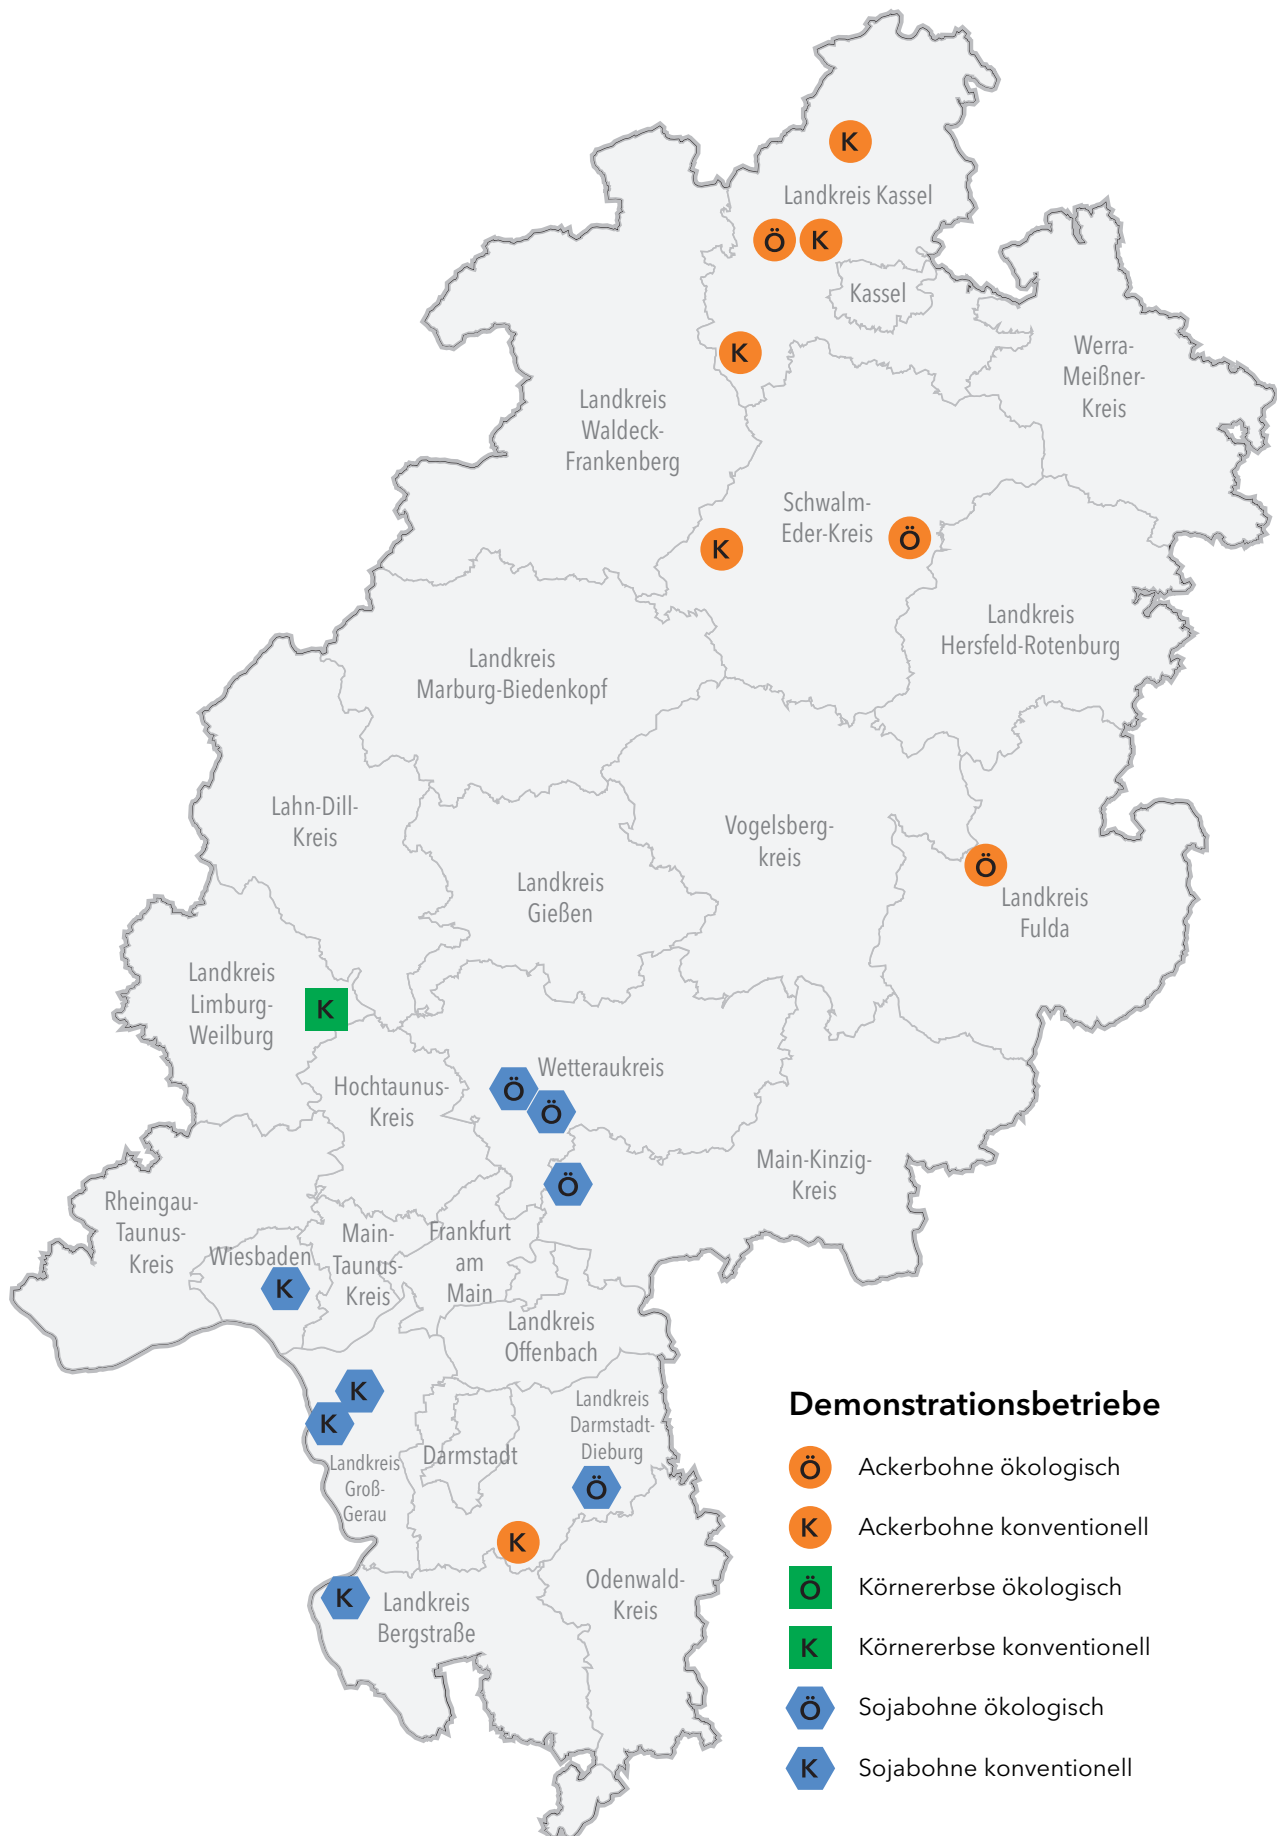 K
Landkreis Kassel
Ö K
Kassel
K
Werra-
Meißner-
Kreis
Landkreis
Waldeck-
Frankenberg
Schwalm-
Eder-Kreis
Ö
K
Landkreis
Hersfeld-Rotenburg
Landkreis
Marburg-Biedenkopf
Lahn-Dill-
Kreis
Vogelsberg-
kreis
Ö
Landkreis
Fulda
Landkreis
Gießen
Landkreis
Limburg-
Weilburg
K
Wetteraukreis
Ö
Ö
Hochtaunus-
Kreis
Main-Kinzig-
Kreis
Ö
Rheingau-
Taunus-
Kreis
Wiesbaden
K
Main-
Taunus-
Kreis
Frankfurt
am
Main
Landkreis
Offenbach
K
K
Landkreis
Groß-
Gerau
Darmstadt
Landkreis
Darmstadt-
Dieburg
Ö
K
Odenwald-
Kreis
K
Landkreis
Bergstraße
Demonstrationsbetriebe
Ö Ackerbohne ökologisch
K Ackerbohne konventionell
Ö Körnererbse ökologisch
K Körnererbse konventionell
Ö Sojabohne ökologisch
K Sojabohne konventionell